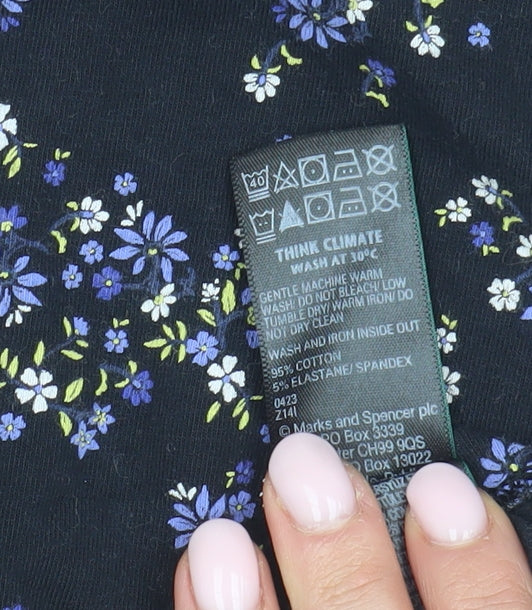 40
THINK CLIMATE
WASH AT 30°C
GENTLE MACHINE WARM
WASH/ DO NOT BLEACH/ LOW
TUMBLE DRY/ WARM IRON/ DO
NOT DRY CLEAN
WASH AND IRON INSIDE OUT
95% COTTON
5% ELASTANE/ SPANDEX
0423
Z14I
© Marks and Spencer plc
PO Box 3339
CH99 9QS
PO Box 13022